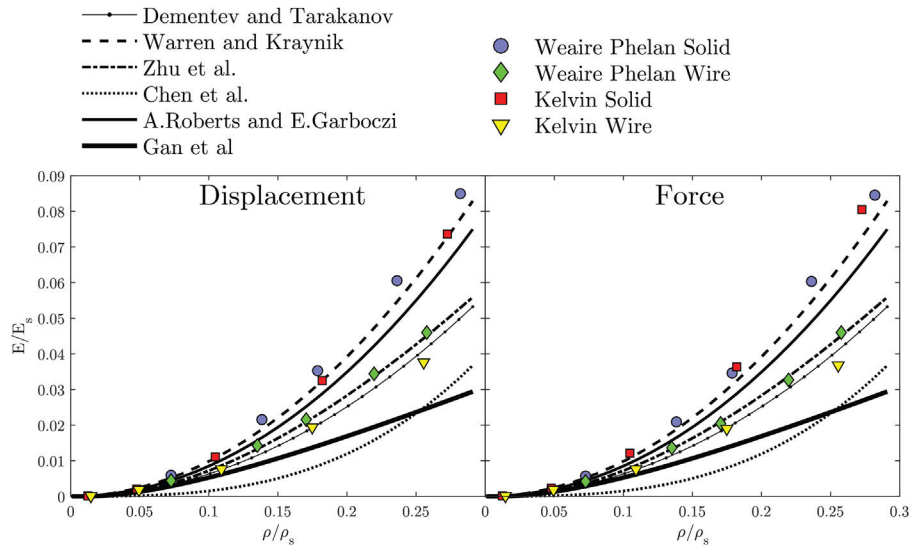 Dementev and Tarakanov
Warren and Kraynik
Zhu et al.
Chen et al.
A.Roberts and E.Garboczi
Gan et al
Weaire Phelan Solid
Weaire Phelan Wire
Kelvin Solid
Kelvin Wire
Displacement
Force
E/Es
0.09
0.08
0.07
0.06
0.05
0.04
0.03
0.02
0.01
0
0 0.05 0.1 0.15 0.2 0.25
0 0.05 0.1 0.15 0.2 0.25 0.3
ρ/ρs
ρ/ρs